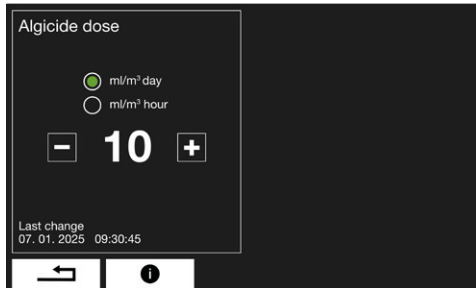 Algicide dose
ml/m³ day
ml/m³ hour
− 10 +
Last change
07. 01. 2025 09:30:45
i